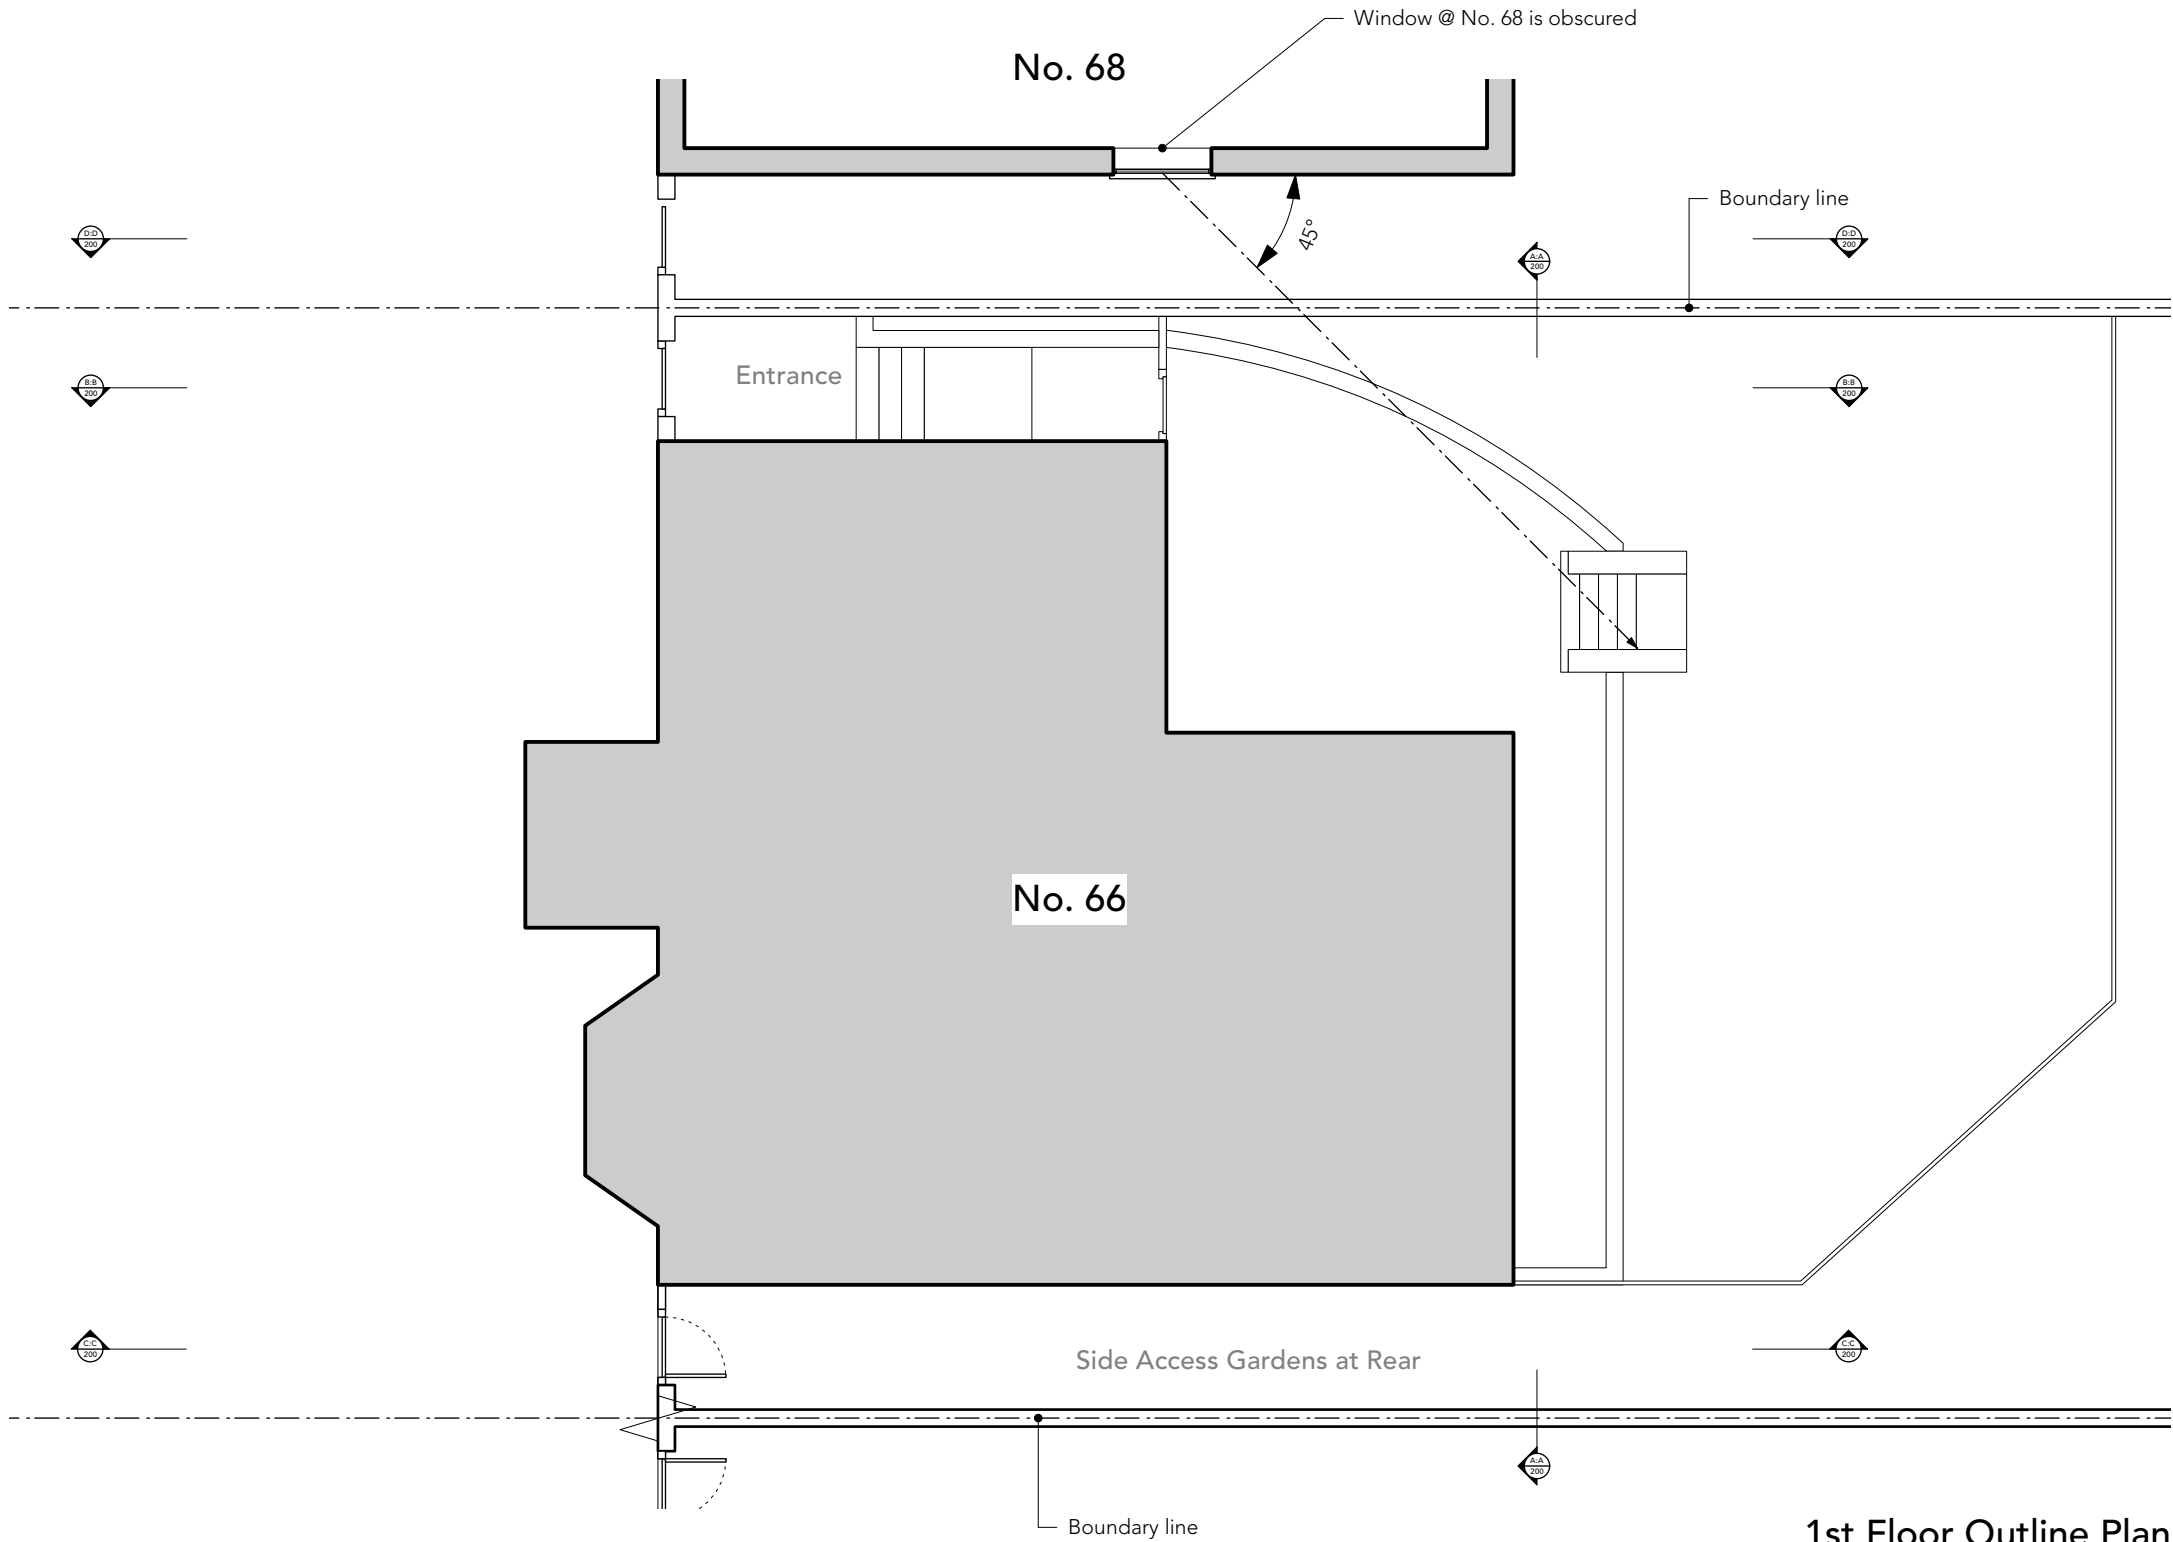 Window @ No. 68 is obscured
No. 68
Boundary line
45°
D:D
200
D:D
200
A:A
200
Entrance
B:B
200
B:B
200
No. 66
C:C
200
Side Access Gardens at Rear
C:C
200
A:A
200
Boundary line
1st Floor Outline Plan